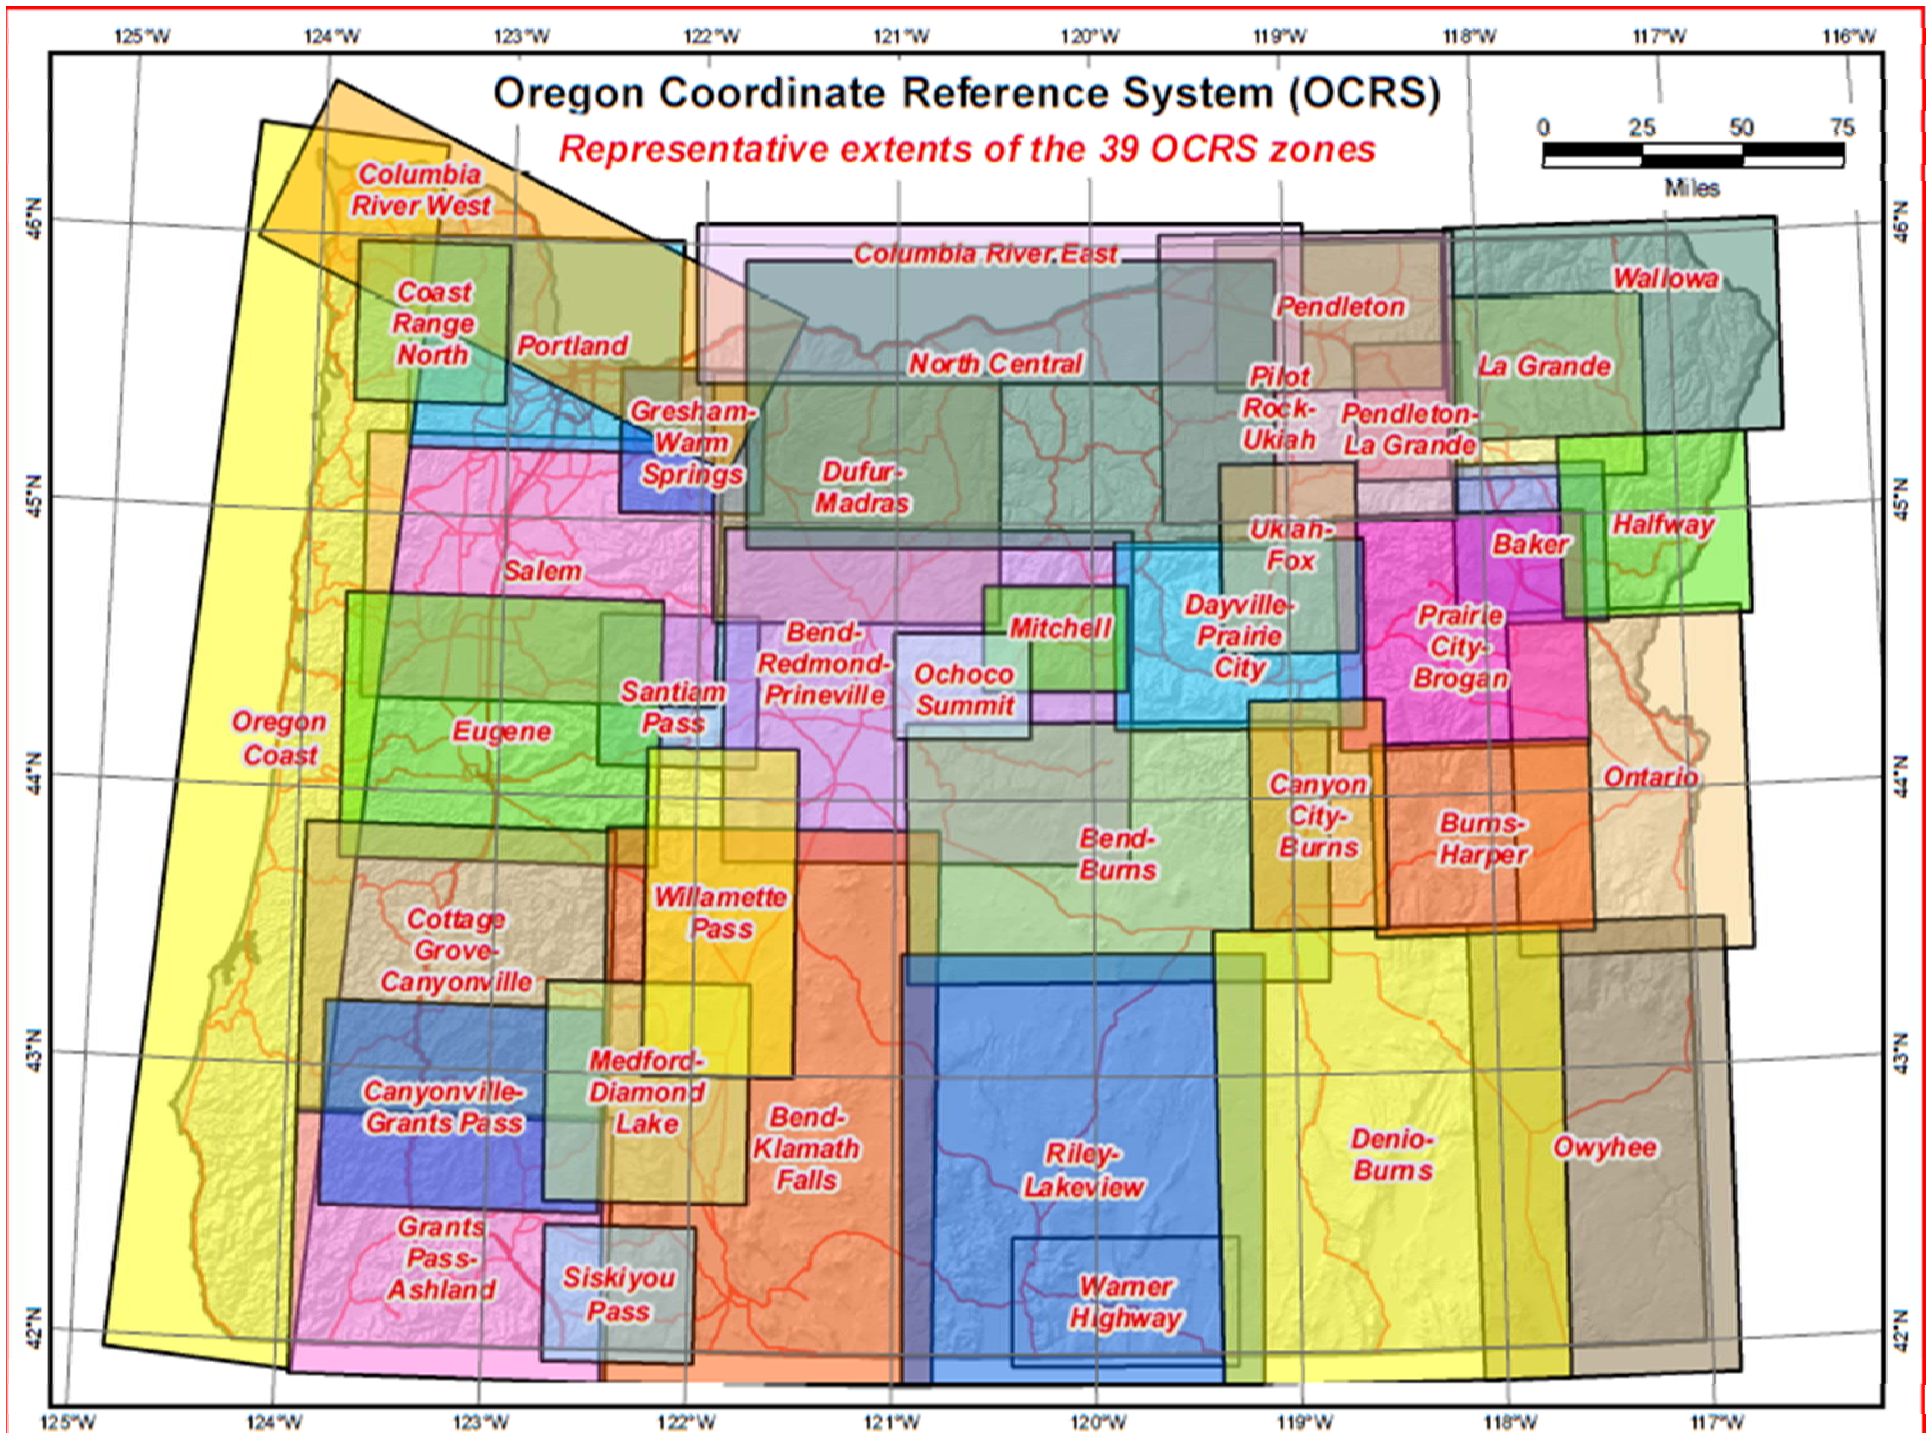 125°W 124°W 123°W 122°W 121°W 120°W 119°W 118°W 117°W 116°W
Oregon Coordinate Reference System (OCRS)
Representative extents of the 39 OCRS zones
0 25 50 75
Miles
46°N
46°N
45°N
45°N
44°N
44°N
43°N
43°N
42°N
42°N
Columbia
River West
Columbia River East
Wallowa
Coast
Range
North
Pendleton
Portland
North Central
La Grande
Pilot
Rock-
Ukiah
Gresham-
Warm
Springs
Pendleton-
La Grande
Dufur-
Madras
Halfway
Ukiah-
Fox
Baker
Salem
Dayville-
Prairie
City
Prairie
City-
Brogan
Mitchell
Bend-
Redmond-
Prineville
Ochoco
Summit
Santiam
Pass
Oregon
Coast
Eugene
Canyon
City-
Burns
Ontario
Burns-
Harper
Bend-
Burns
Willamette
Pass
Cottage
Grove-
Canyonville
Medford-
Diamond
Lake
Canyonville-
Grants Pass
Bend-
Klamath
Falls
Riley-
Lakeview
Denio-
Burns
Owyhee
Grants
Pass-
Ashland
Siskiyou
Pass
Warner
Highway
125°W 124°W 123°W 122°W 121°W 120°W 119°W 118°W 117°W